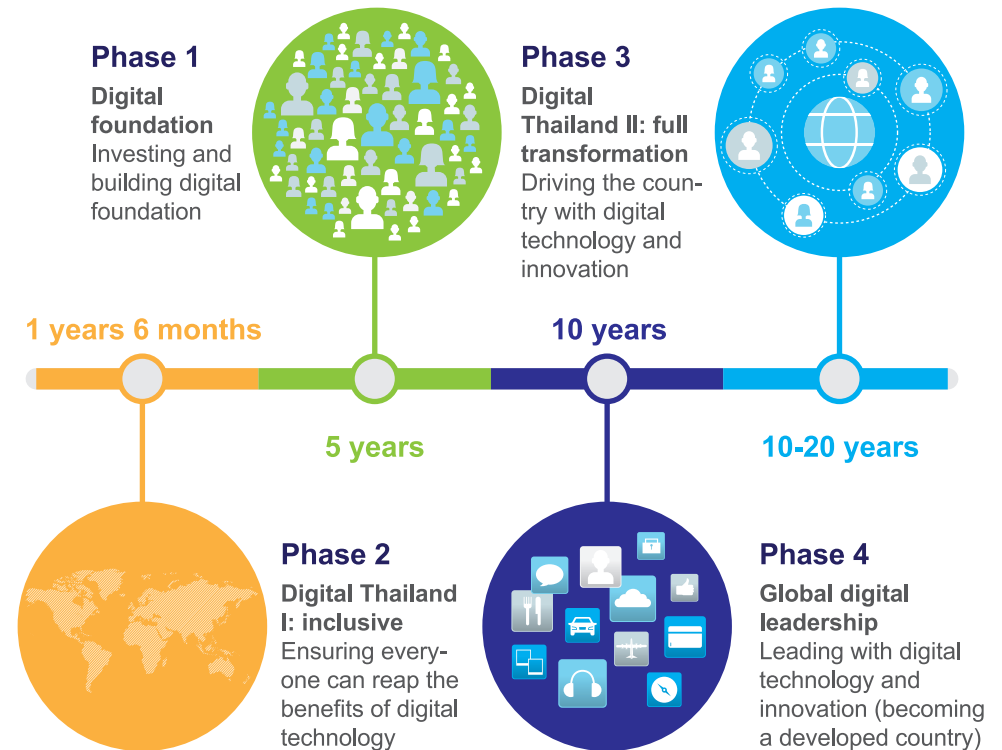 Phase 1
Digital
foundation
Investing and
building digital
foundation
Phase 3
Digital
Thailand II: full
transformation
Driving the coun-
try with digital
technology and
innovation
1 years 6 months
10 years
5 years
10-20 years
Phase 2
Digital Thailand
I: inclusive
Ensuring every-
one can reap the
benefits of digital
technology
Phase 4
Global digital
leadership
Leading with digital
technology and
innovation (becoming
a developed country)